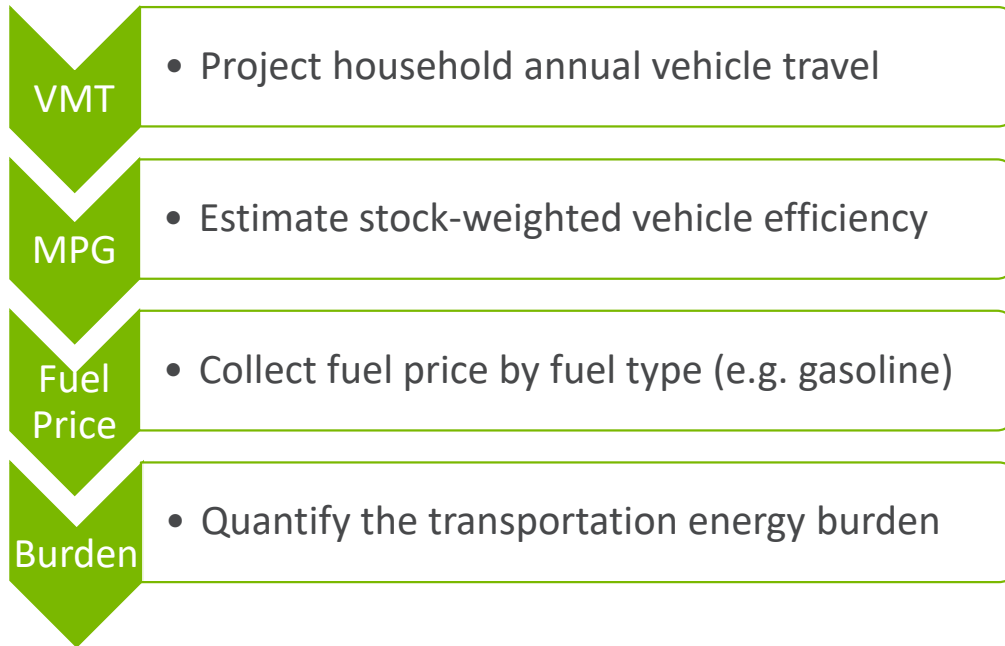 VMT
• Project household annual vehicle travel
MPG
• Estimate stock-weighted vehicle efficiency
Fuel
Price
• Collect fuel price by fuel type (e.g. gasoline)
Burden
• Quantify the transportation energy burden